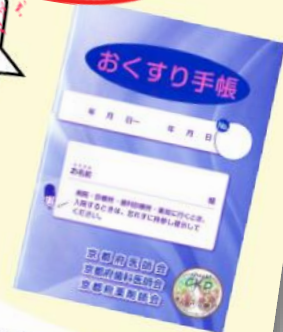 おくすり手帳
年 月 日〜 年 月 日
No.
お名前
様
病院・診療所・歯科診療所・薬局に行くとき、
入院するときは、忘れずに持参し提示して
ください。
京都府医師会
京都府歯科医師会
京都府薬剤師会
CKD